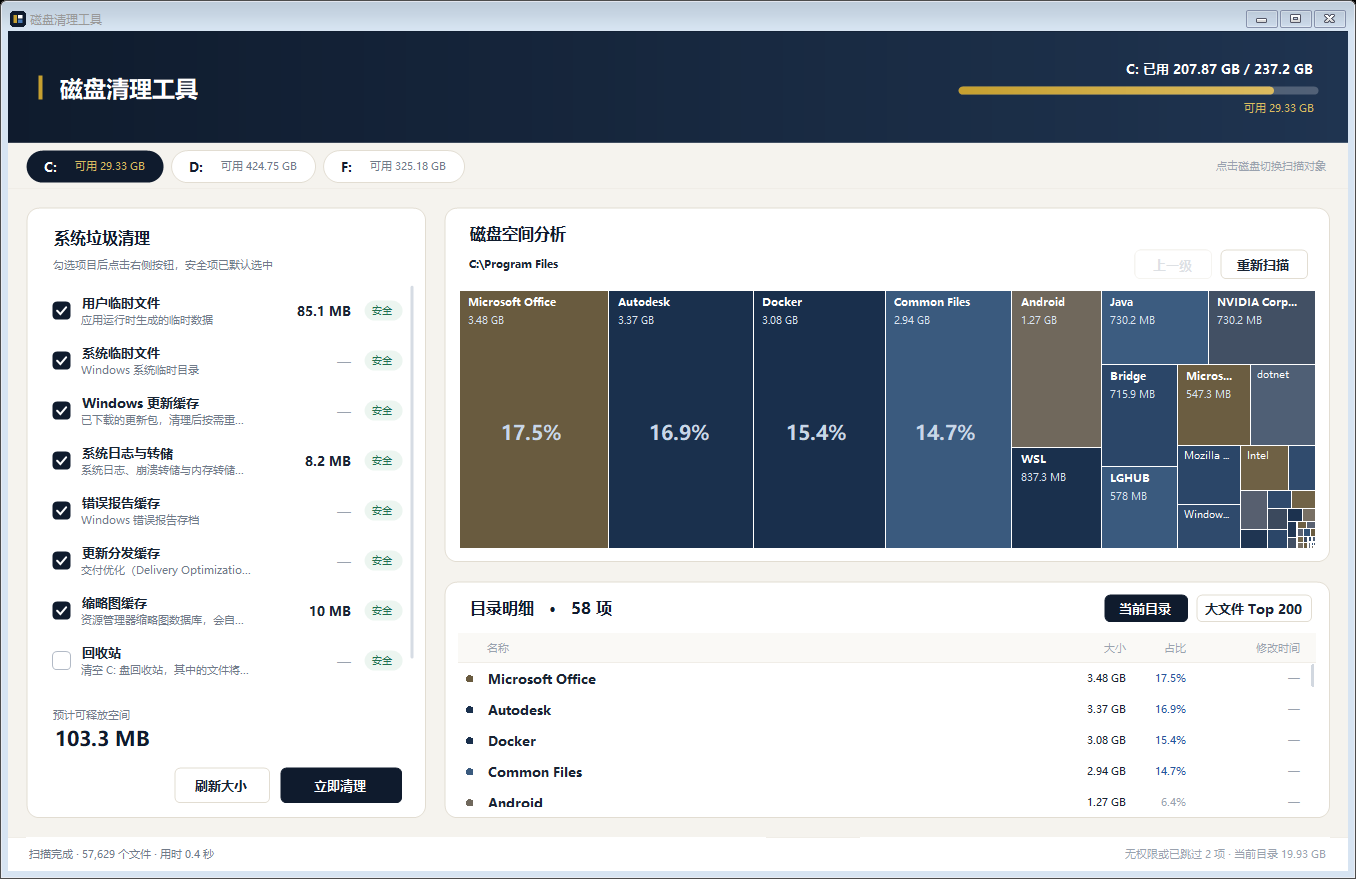 磁盘清理工具
磁盘清理工具
C: 已用 207.87 GB / 237.2 GB
可用 29.33 GB
C: 可用 29.33 GB
D: 可用 424.75 GB
F: 可用 325.18 GB
点击磁盘切换扫描对象
系统垃圾清理
勾选项目后点击右侧按钮，安全项已默认选中
用户临时文件
应用运行时生成的临时数据
85.1 MB
安全
系统临时文件
Windows 系统临时目录
—
安全
Windows 更新缓存
已下载的更新包，清理后按需重...
—
安全
系统日志与转储
系统日志、崩溃转储与内存转储...
8.2 MB
安全
错误报告缓存
Windows 错误报告存档
—
安全
更新分发缓存
交付优化（Delivery Optimizatio...
—
安全
缩略图缓存
资源管理器缩略图数据库，会自...
10 MB
安全
回收站
清空 C: 盘回收站，其中的文件将...
—
安全
预计可释放空间
103.3 MB
刷新大小
立即清理
磁盘空间分析
C:\Program Files
上一级
重新扫描
Microsoft Office
3.48 GB
17.5%
Autodesk
3.37 GB
16.9%
Docker
3.08 GB
15.4%
Common Files
2.94 GB
14.7%
Android
1.27 GB
WSL
837.3 MB
Java
730.2 MB
NVIDIA Corp...
730.2 MB
Bridge
715.9 MB
LGHUB
578 MB
Micros...
547.3 MB
dotnet
Mozilla ...
Intel
Window...
目录明细 • 58 项
当前目录
大文件 Top 200
名称 大小 占比 修改时间
Microsoft Office 3.48 GB 17.5% —
Autodesk 3.37 GB 16.9% —
Docker 3.08 GB 15.4% —
Common Files 2.94 GB 14.7% —
Android 1.27 GB 6.4% —
扫描完成 · 57,629 个文件 · 用时 0.4 秒
无权限或已跳过 2 项 · 当前目录 19.93 GB